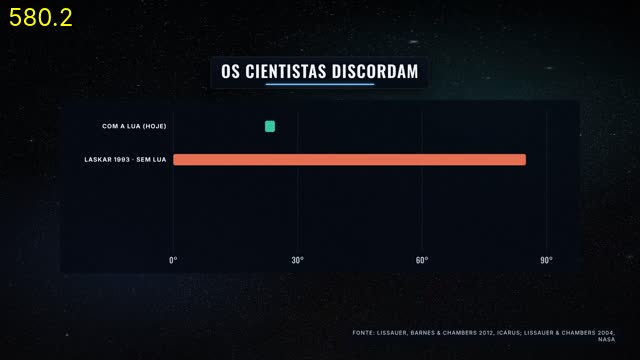 580.2
OS CIENTISTAS DISCORDAM
COM A LUA (HOJE)
LASKAR 1993 · SEM LUA
0° 30° 60° 90°
FONTE: LISSAUER, BARNES & CHAMBERS 2012, ICARUS; LISSAUER & CHAMBERS 2004,
NASA